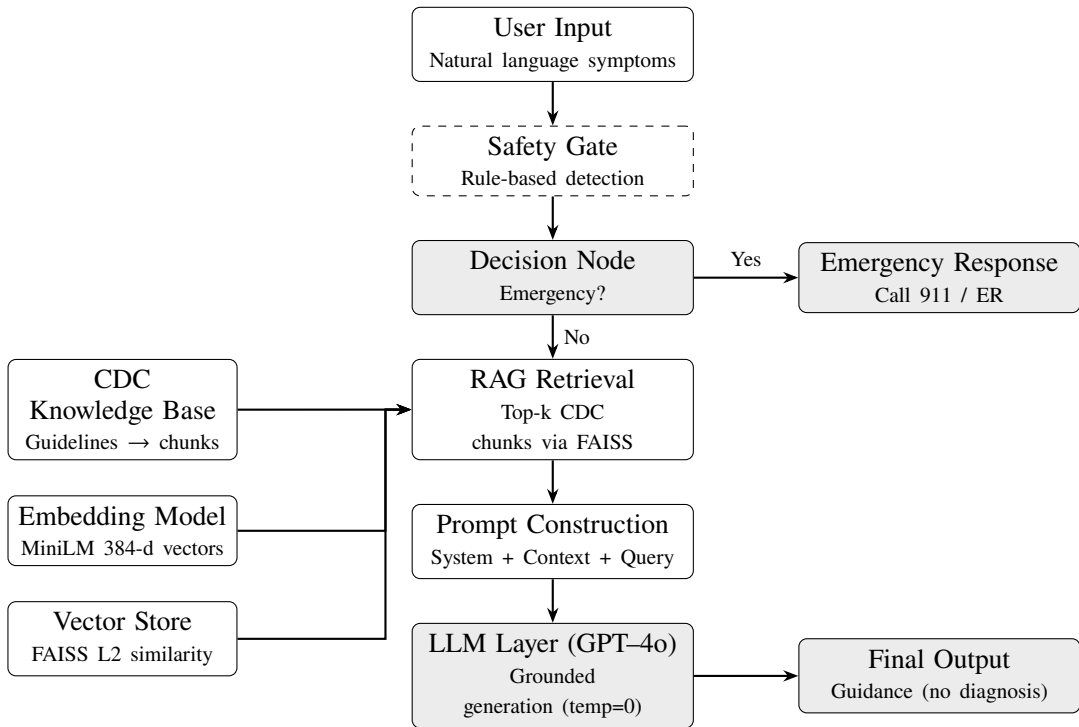 User Input
Natural language symptoms
Safety Gate
Rule-based detection
Decision Node
Emergency?
Yes
Emergency Response
Call 911 / ER
No
CDC
Knowledge Base
Guidelines → chunks
RAG Retrieval
Top-k CDC
chunks via FAISS
Embedding Model
MiniLM 384-d vectors
Prompt Construction
System + Context + Query
Vector Store
FAISS L2 similarity
LLM Layer (GPT–4o)
Grounded
generation (temp=0)
Final Output
Guidance (no diagnosis)